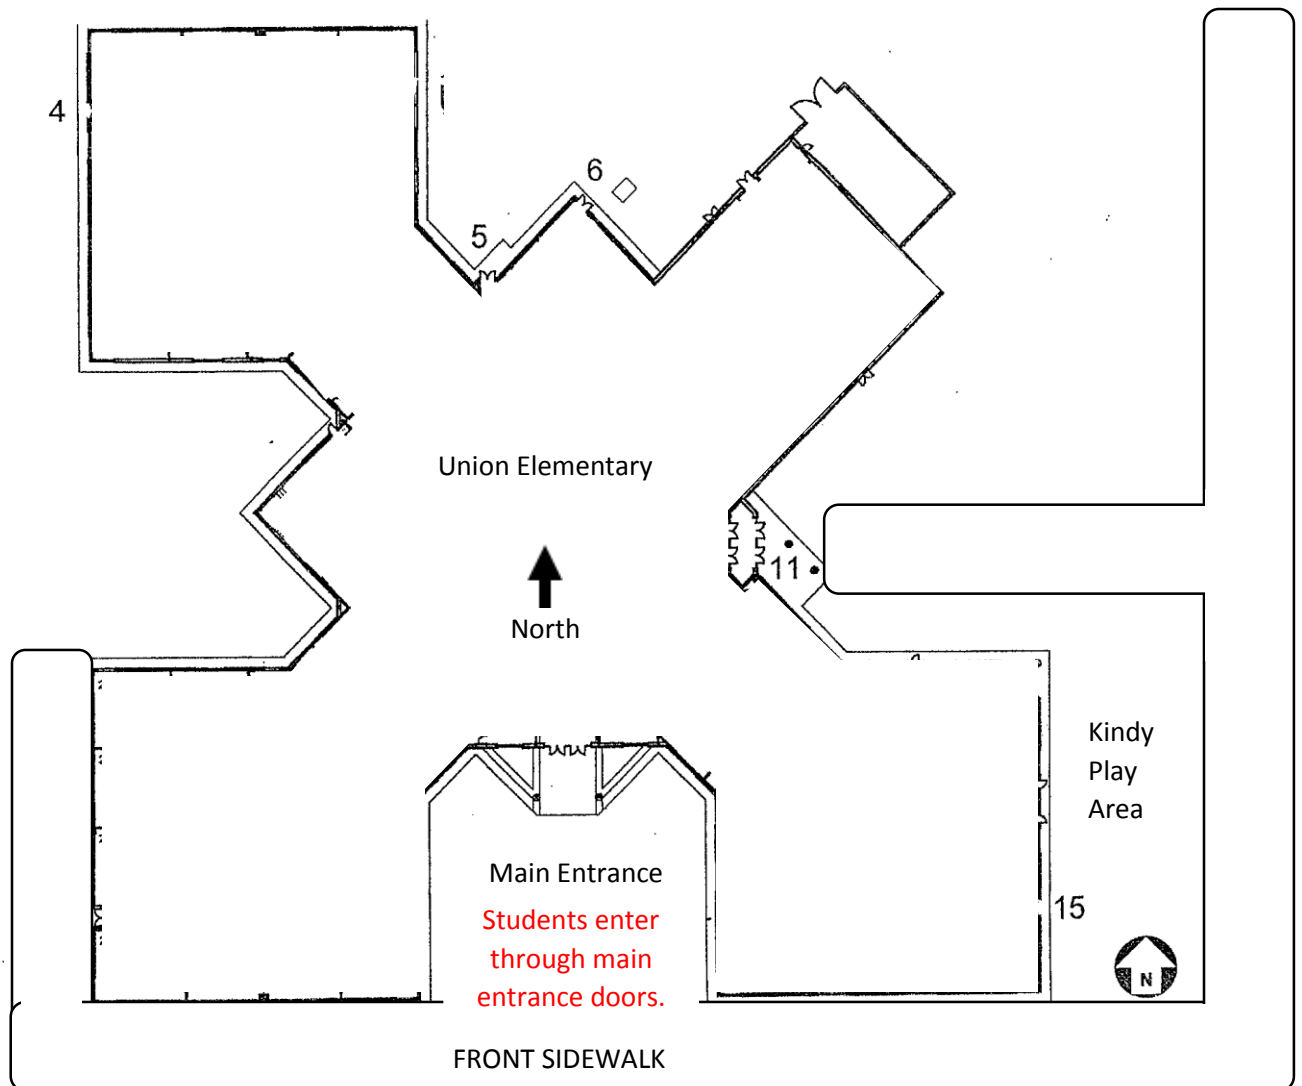 4
6
5
Union Elementary
11
North
Kindy
Play
Area
Main Entrance
15
Students enter
through main
entrance doors.
N
FRONT SIDEWALK